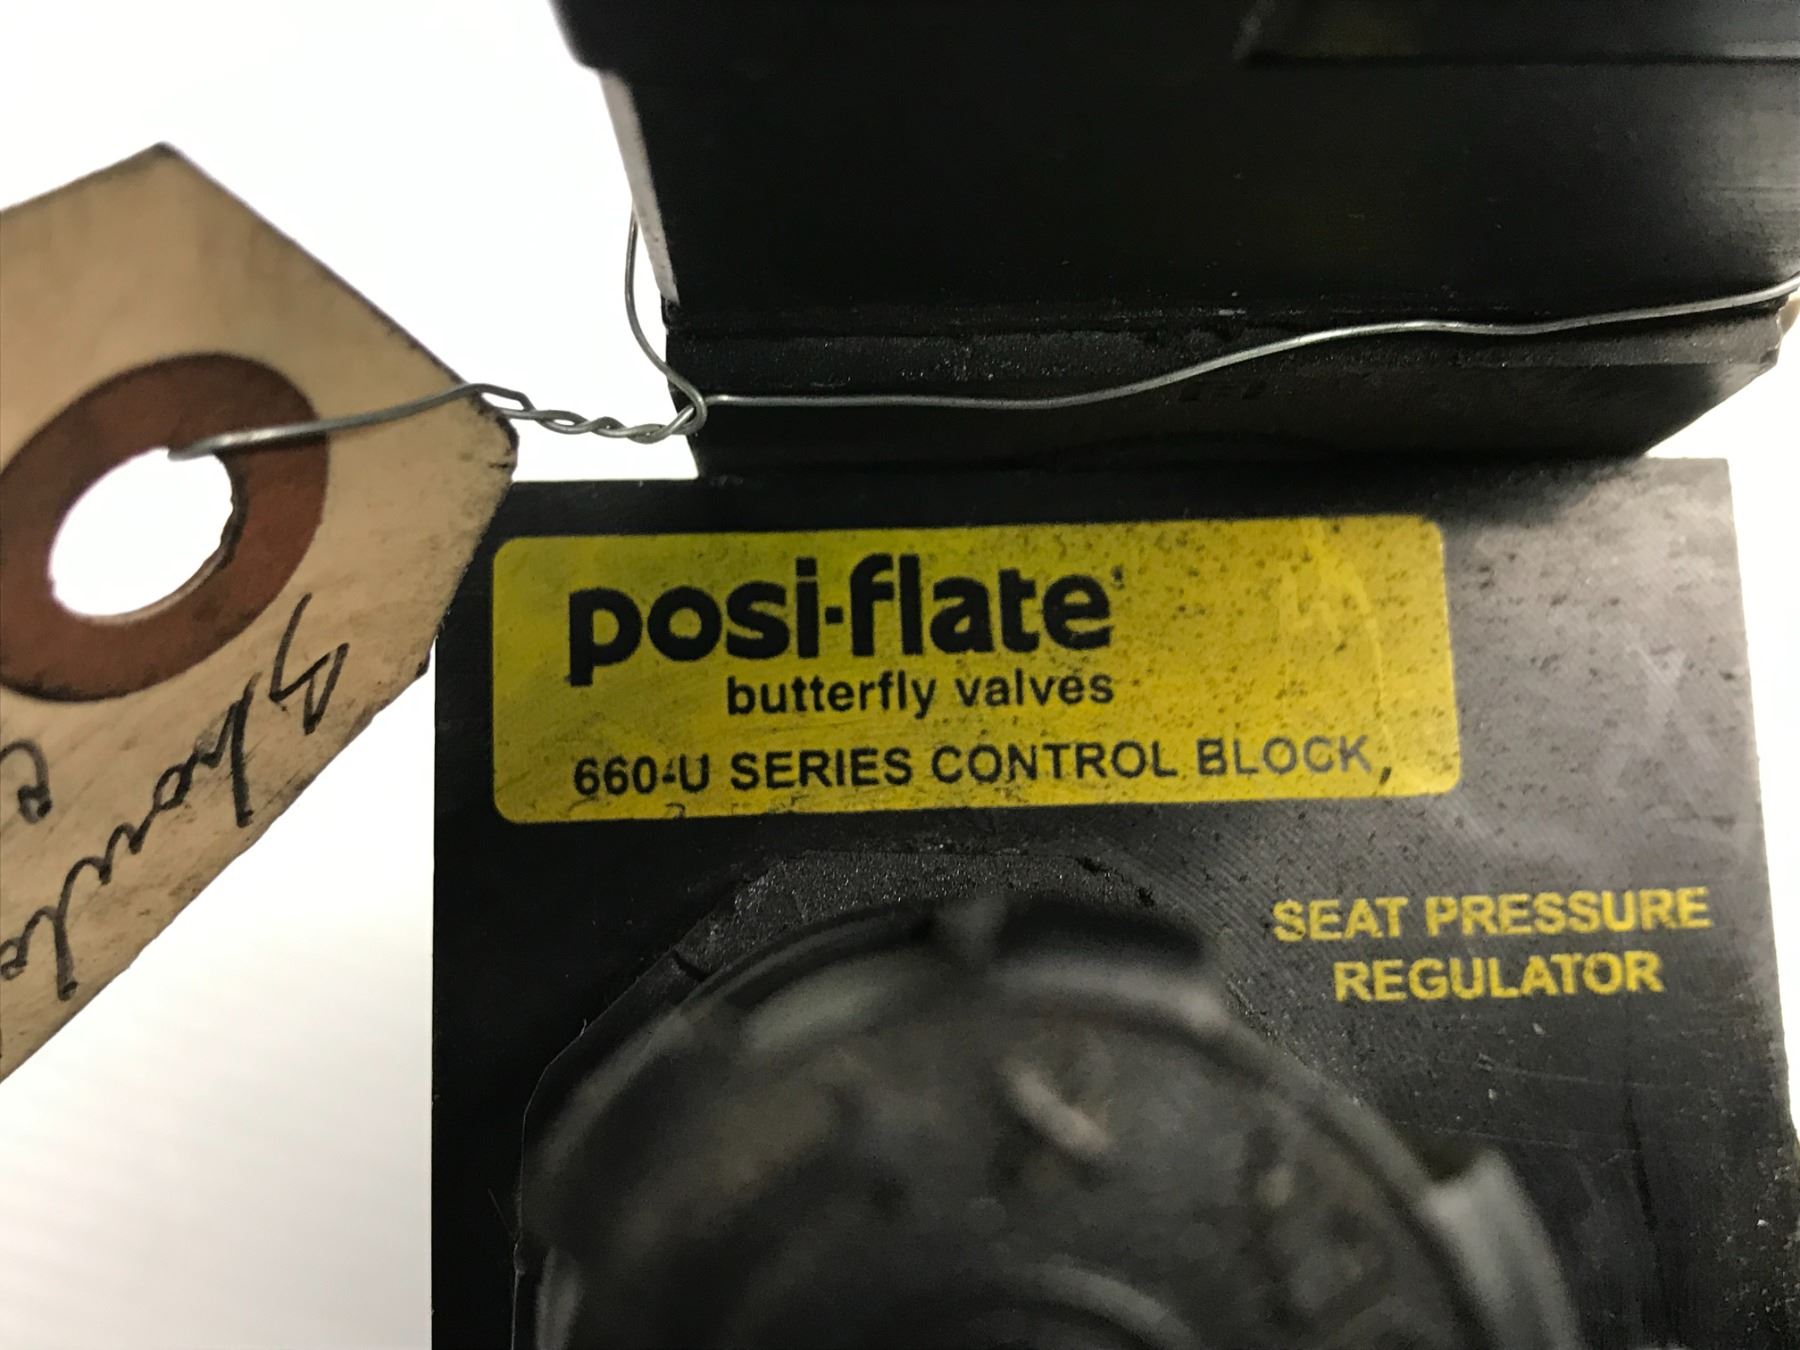 posi-flate
butterfly valves
660-U SERIES CONTROL BLOCK
SEAT PRESSURE
REGULATOR